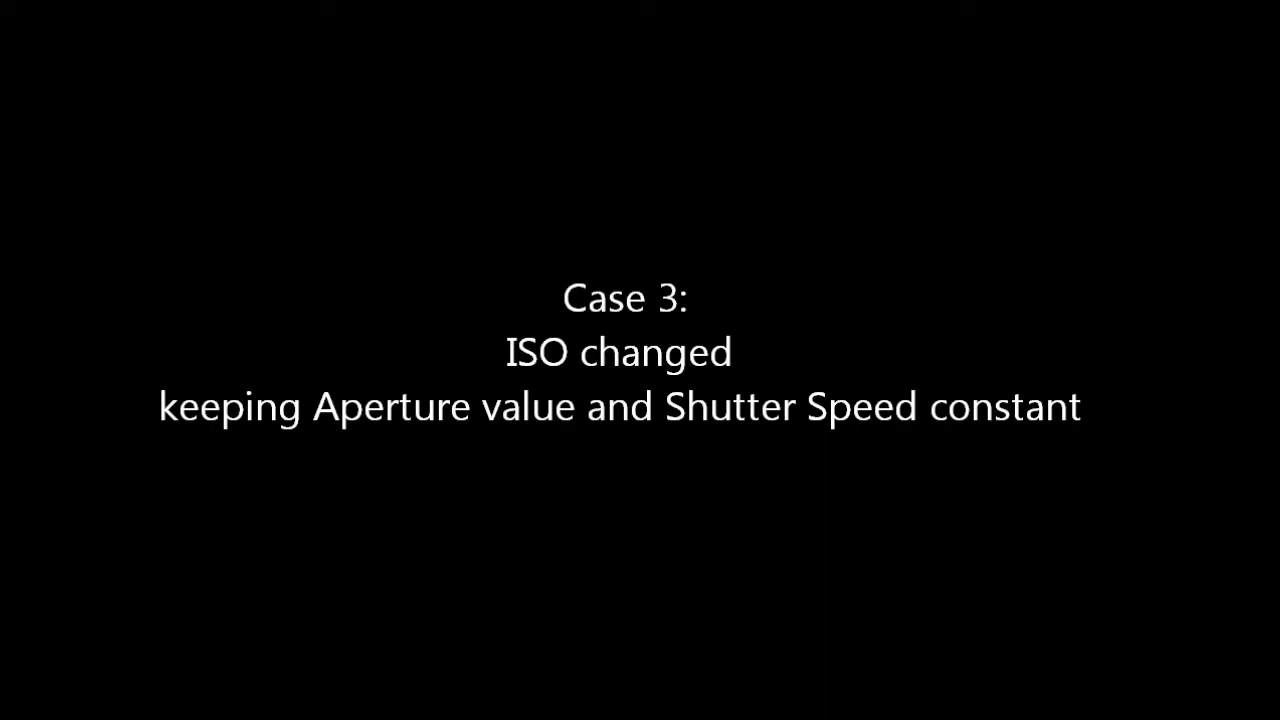 Case 3:
ISO changed
keeping Aperture value and Shutter Speed constant